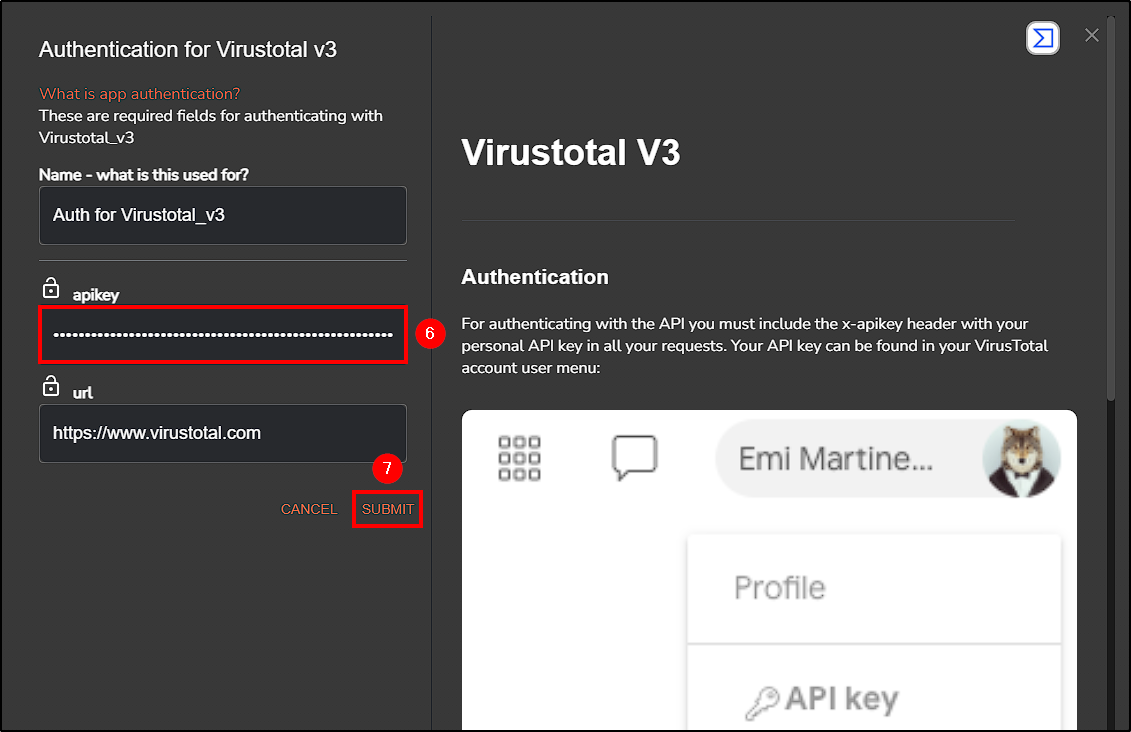 Authentication for Virustotal v3
What is app authentication?
These are required fields for authenticating with
Virustotal_v3
Name - what is this used for?
Auth for Virustotal_v3
apikey
••••••••••••••••••••••••••••••••••••••••••••••••••••••
6
url
https://www.virustotal.com
7
CANCEL
SUBMIT
Virustotal V3
Authentication
For authenticating with the API you must include the x-apikey header with your
personal API key in all your requests. Your API key can be found in your VirusTotal
account user menu:
Emi Martine...
Profile
API key